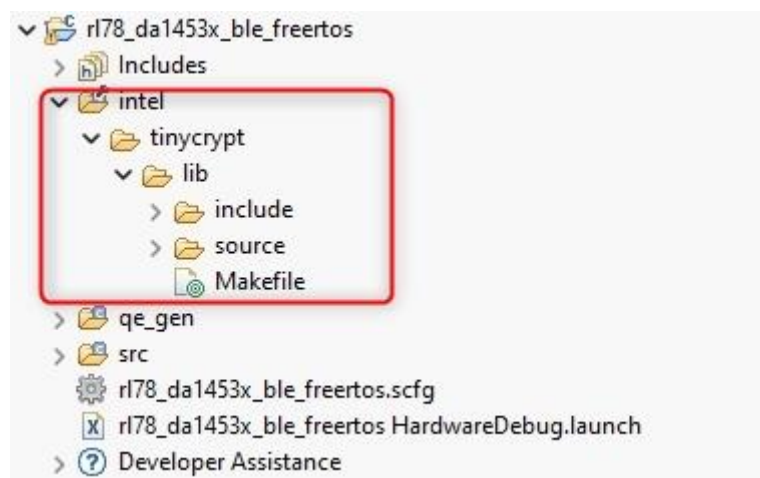 rl78_da1453x_ble_freertos
Includes
intel
tinycrypt
lib
include
source
Makefile
qe_gen
src
rl78_da1453x_ble_freertos.scfg
rl78_da1453x_ble_freertos HardwareDebug.launch
Developer Assistance